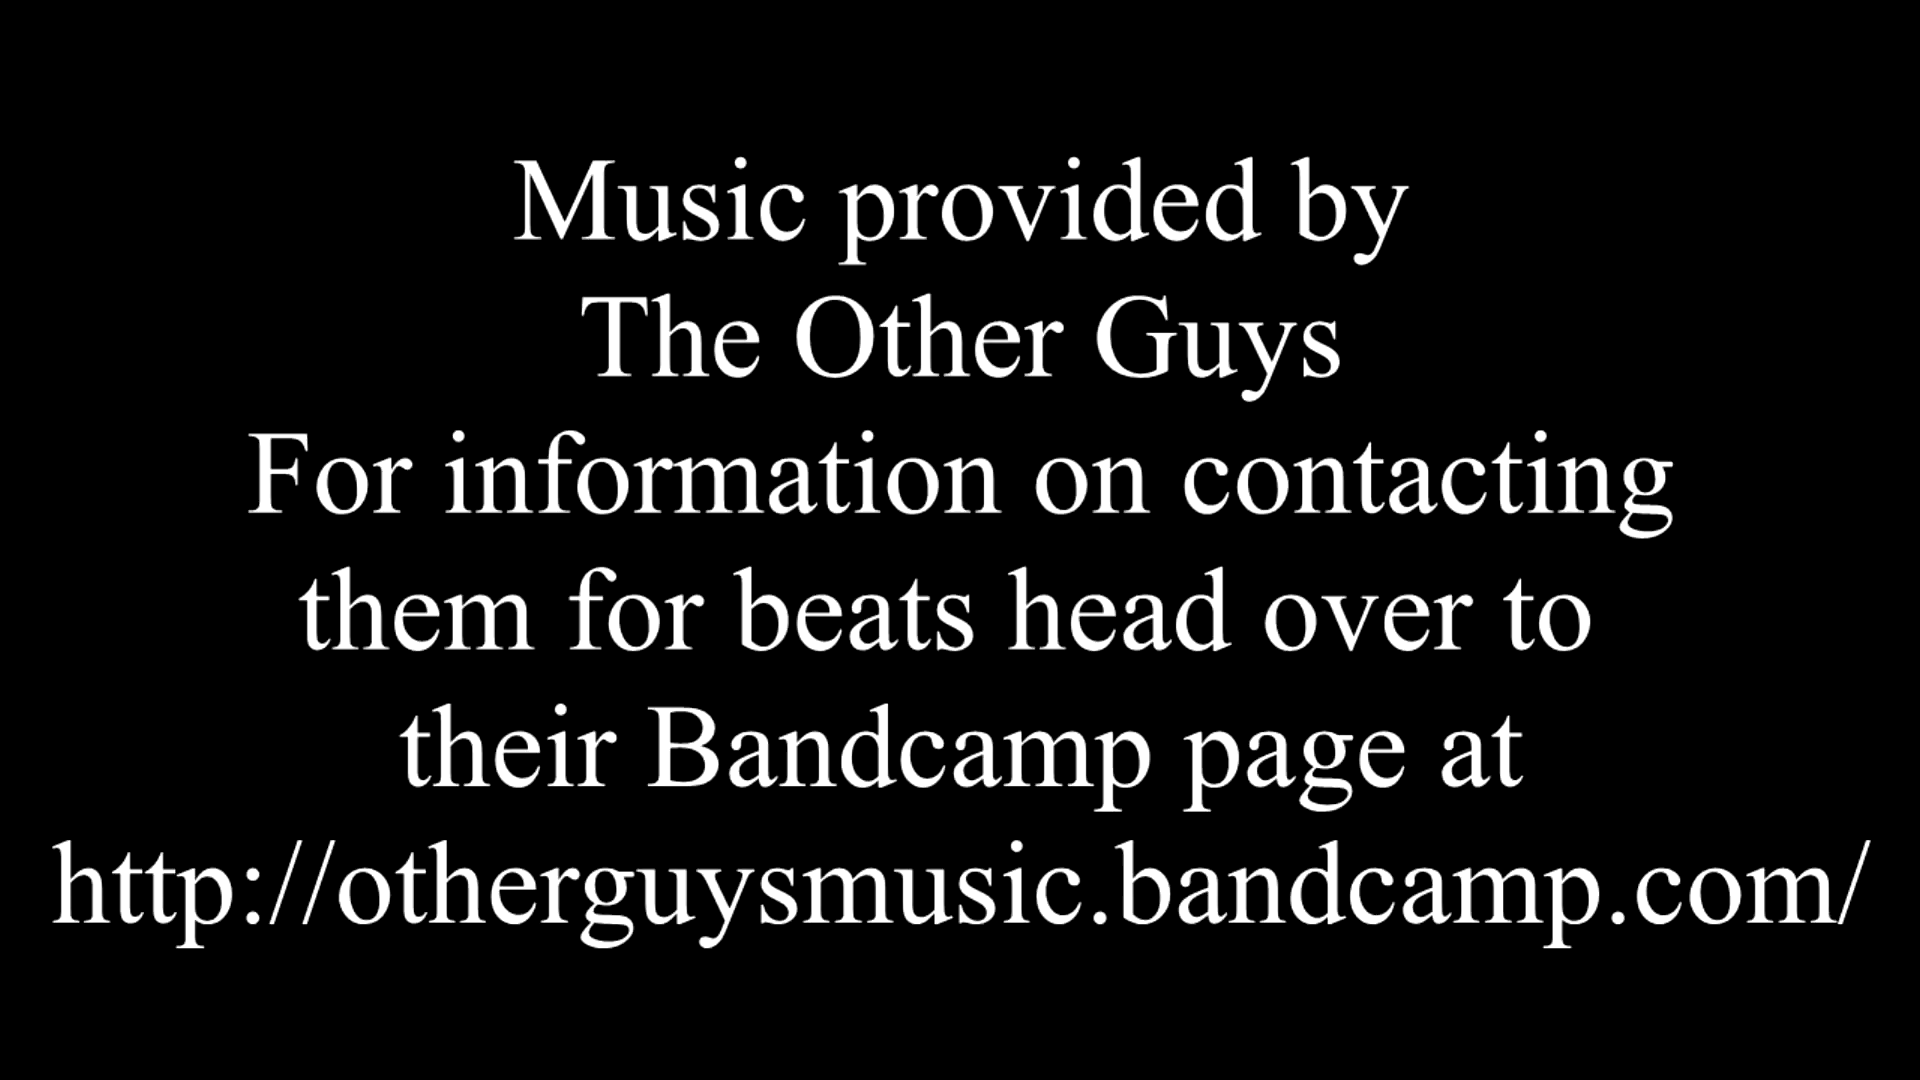 Music provided by
The Other Guys
For information on contacting
them for beats head over to
their Bandcamp page at
http://otherguysmusic.bandcamp.com/